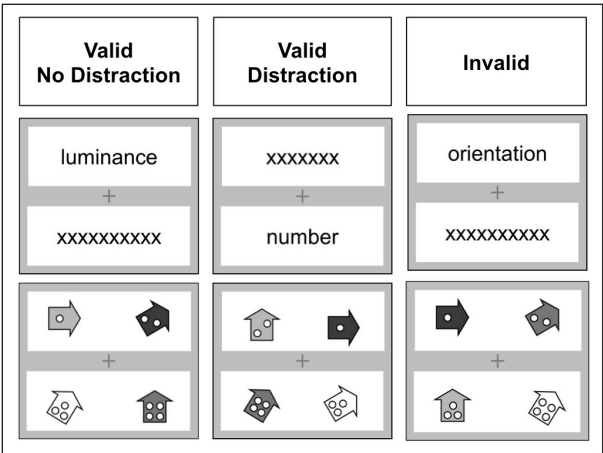 Valid
No Distraction
Valid
Distraction
Invalid
luminance
+
xxxxxxxxxx
xxxxxxx
+
number
orientation
+
xxxxxxxxxx
+
+
+